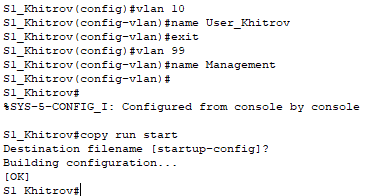 S1_Khitrov(config)#vlan 10
S1_Khitrov(config-vlan)#name User_Khitrov
S1_Khitrov(config-vlan)#exit
S1_Khitrov(config)#vlan 99
S1_Khitrov(config-vlan)#name Management
S1_Khitrov(config-vlan)#
S1_Khitrov#
%SYS-5-CONFIG_I: Configured from console by console
S1_Khitrov#copy run start
Destination filename [startup-config]?
Building configuration...
[OK]
S1_Khitrov#